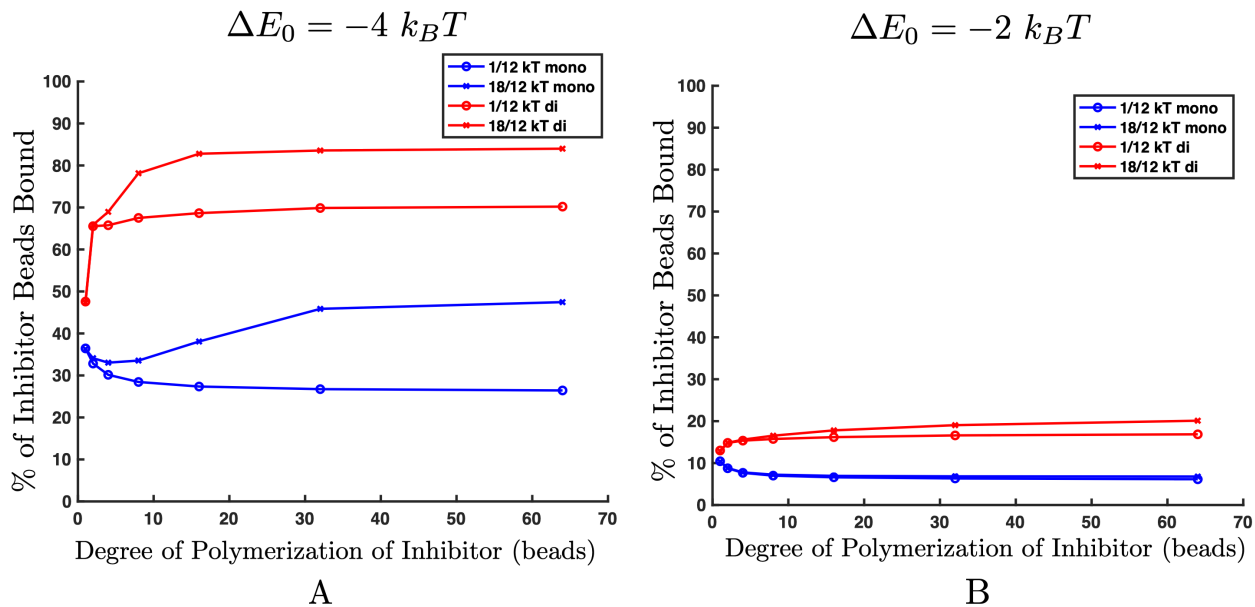 ΔE₀ = −4 k_BT
1/12 kT mono
18/12 kT mono
1/12 kT di
18/12 kT di
% of Inhibitor Beads Bound
100
90
80
70
60
50
40
30
20
10
0
0 10 20 30 40 50 60 70
Degree of Polymerization of Inhibitor (beads)
A
ΔE₀ = −2 k_BT
1/12 kT mono
18/12 kT mono
1/12 kT di
18/12 kT di
% of Inhibitor Beads Bound
100
90
80
70
60
50
40
30
20
10
0
0 10 20 30 40 50 60 70
Degree of Polymerization of Inhibitor (beads)
B